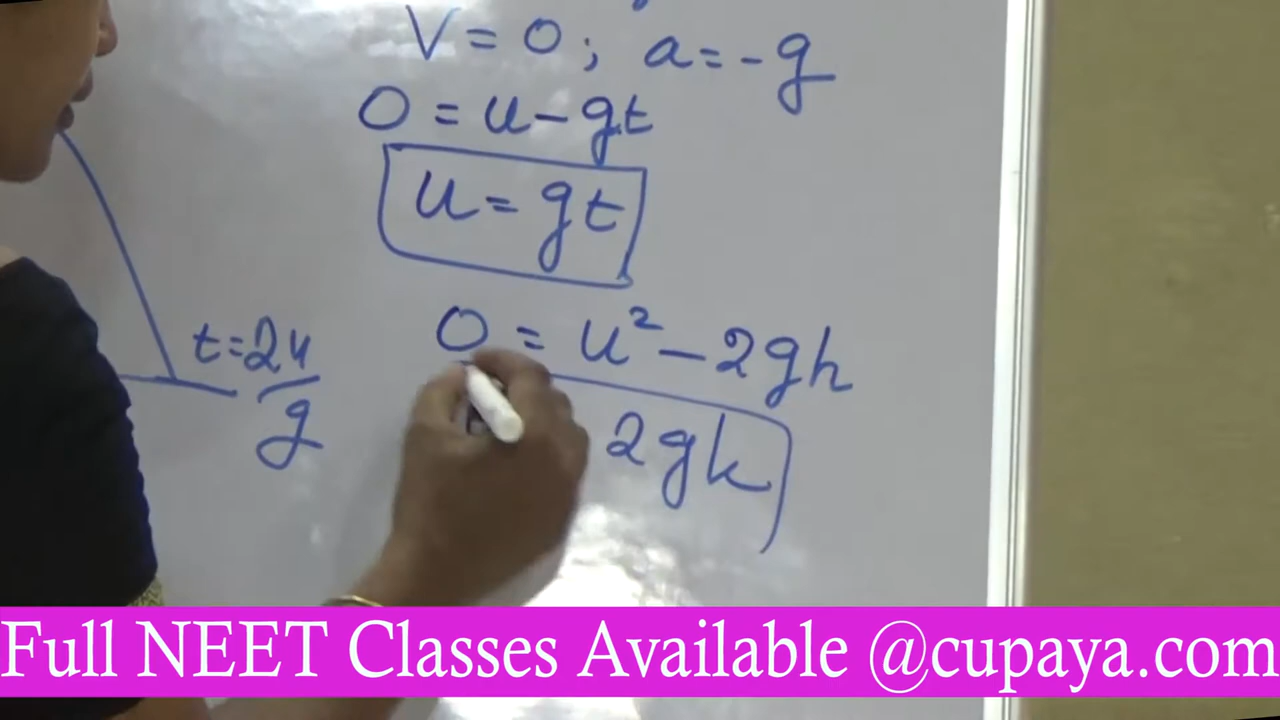 V = 0 ; a = - g
0 = u - gt
u = gt
t = 2u
g
0 = u² - 2gh
2gh
Full NEET Classes Available @cupaya.com